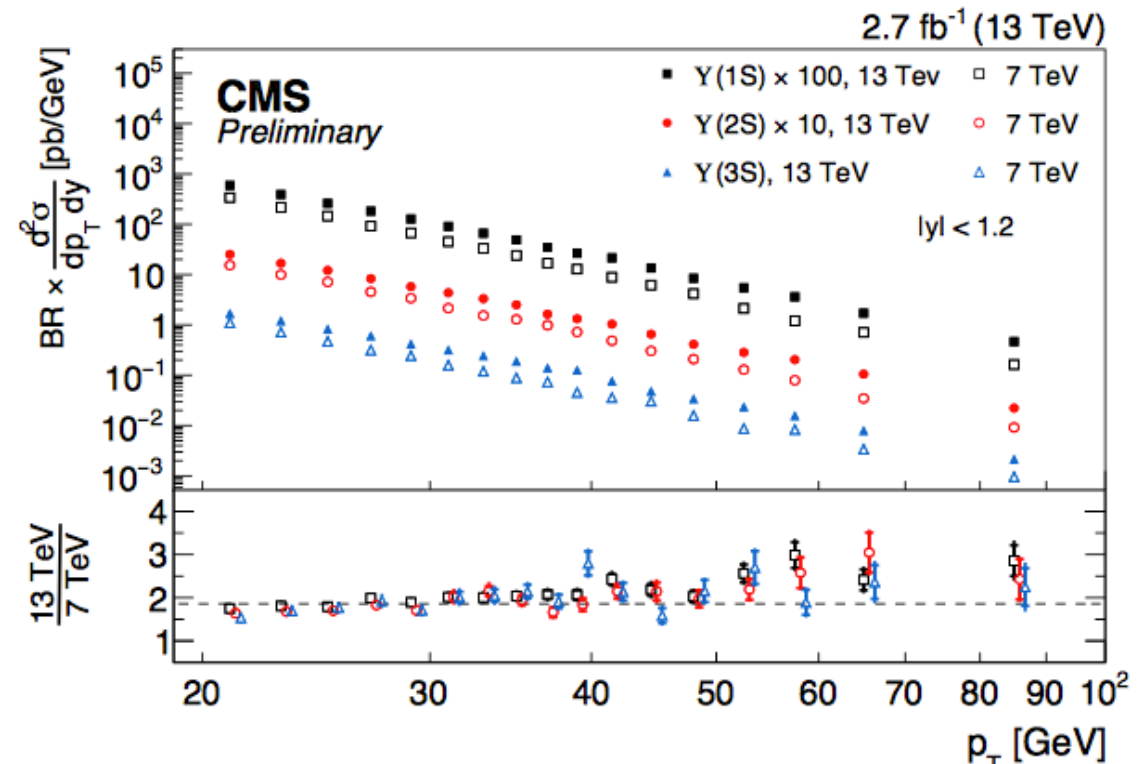 2.7 fb⁻¹ (13 TeV)
CMS
Preliminary
ϒ(1S) × 100, 13 Tev
7 TeV
ϒ(2S) × 10, 13 TeV
7 TeV
ϒ(3S), 13 TeV
7 TeV
|y| < 1.2
BR × d²σ / dp_T dy [pb/GeV]
10⁵
10⁴
10³
10²
10
1
10⁻¹
10⁻²
10⁻³
13 TeV
7 TeV
4
3
2
1
20 30 40 50 60 70 80 90 10²
p_T [GeV]